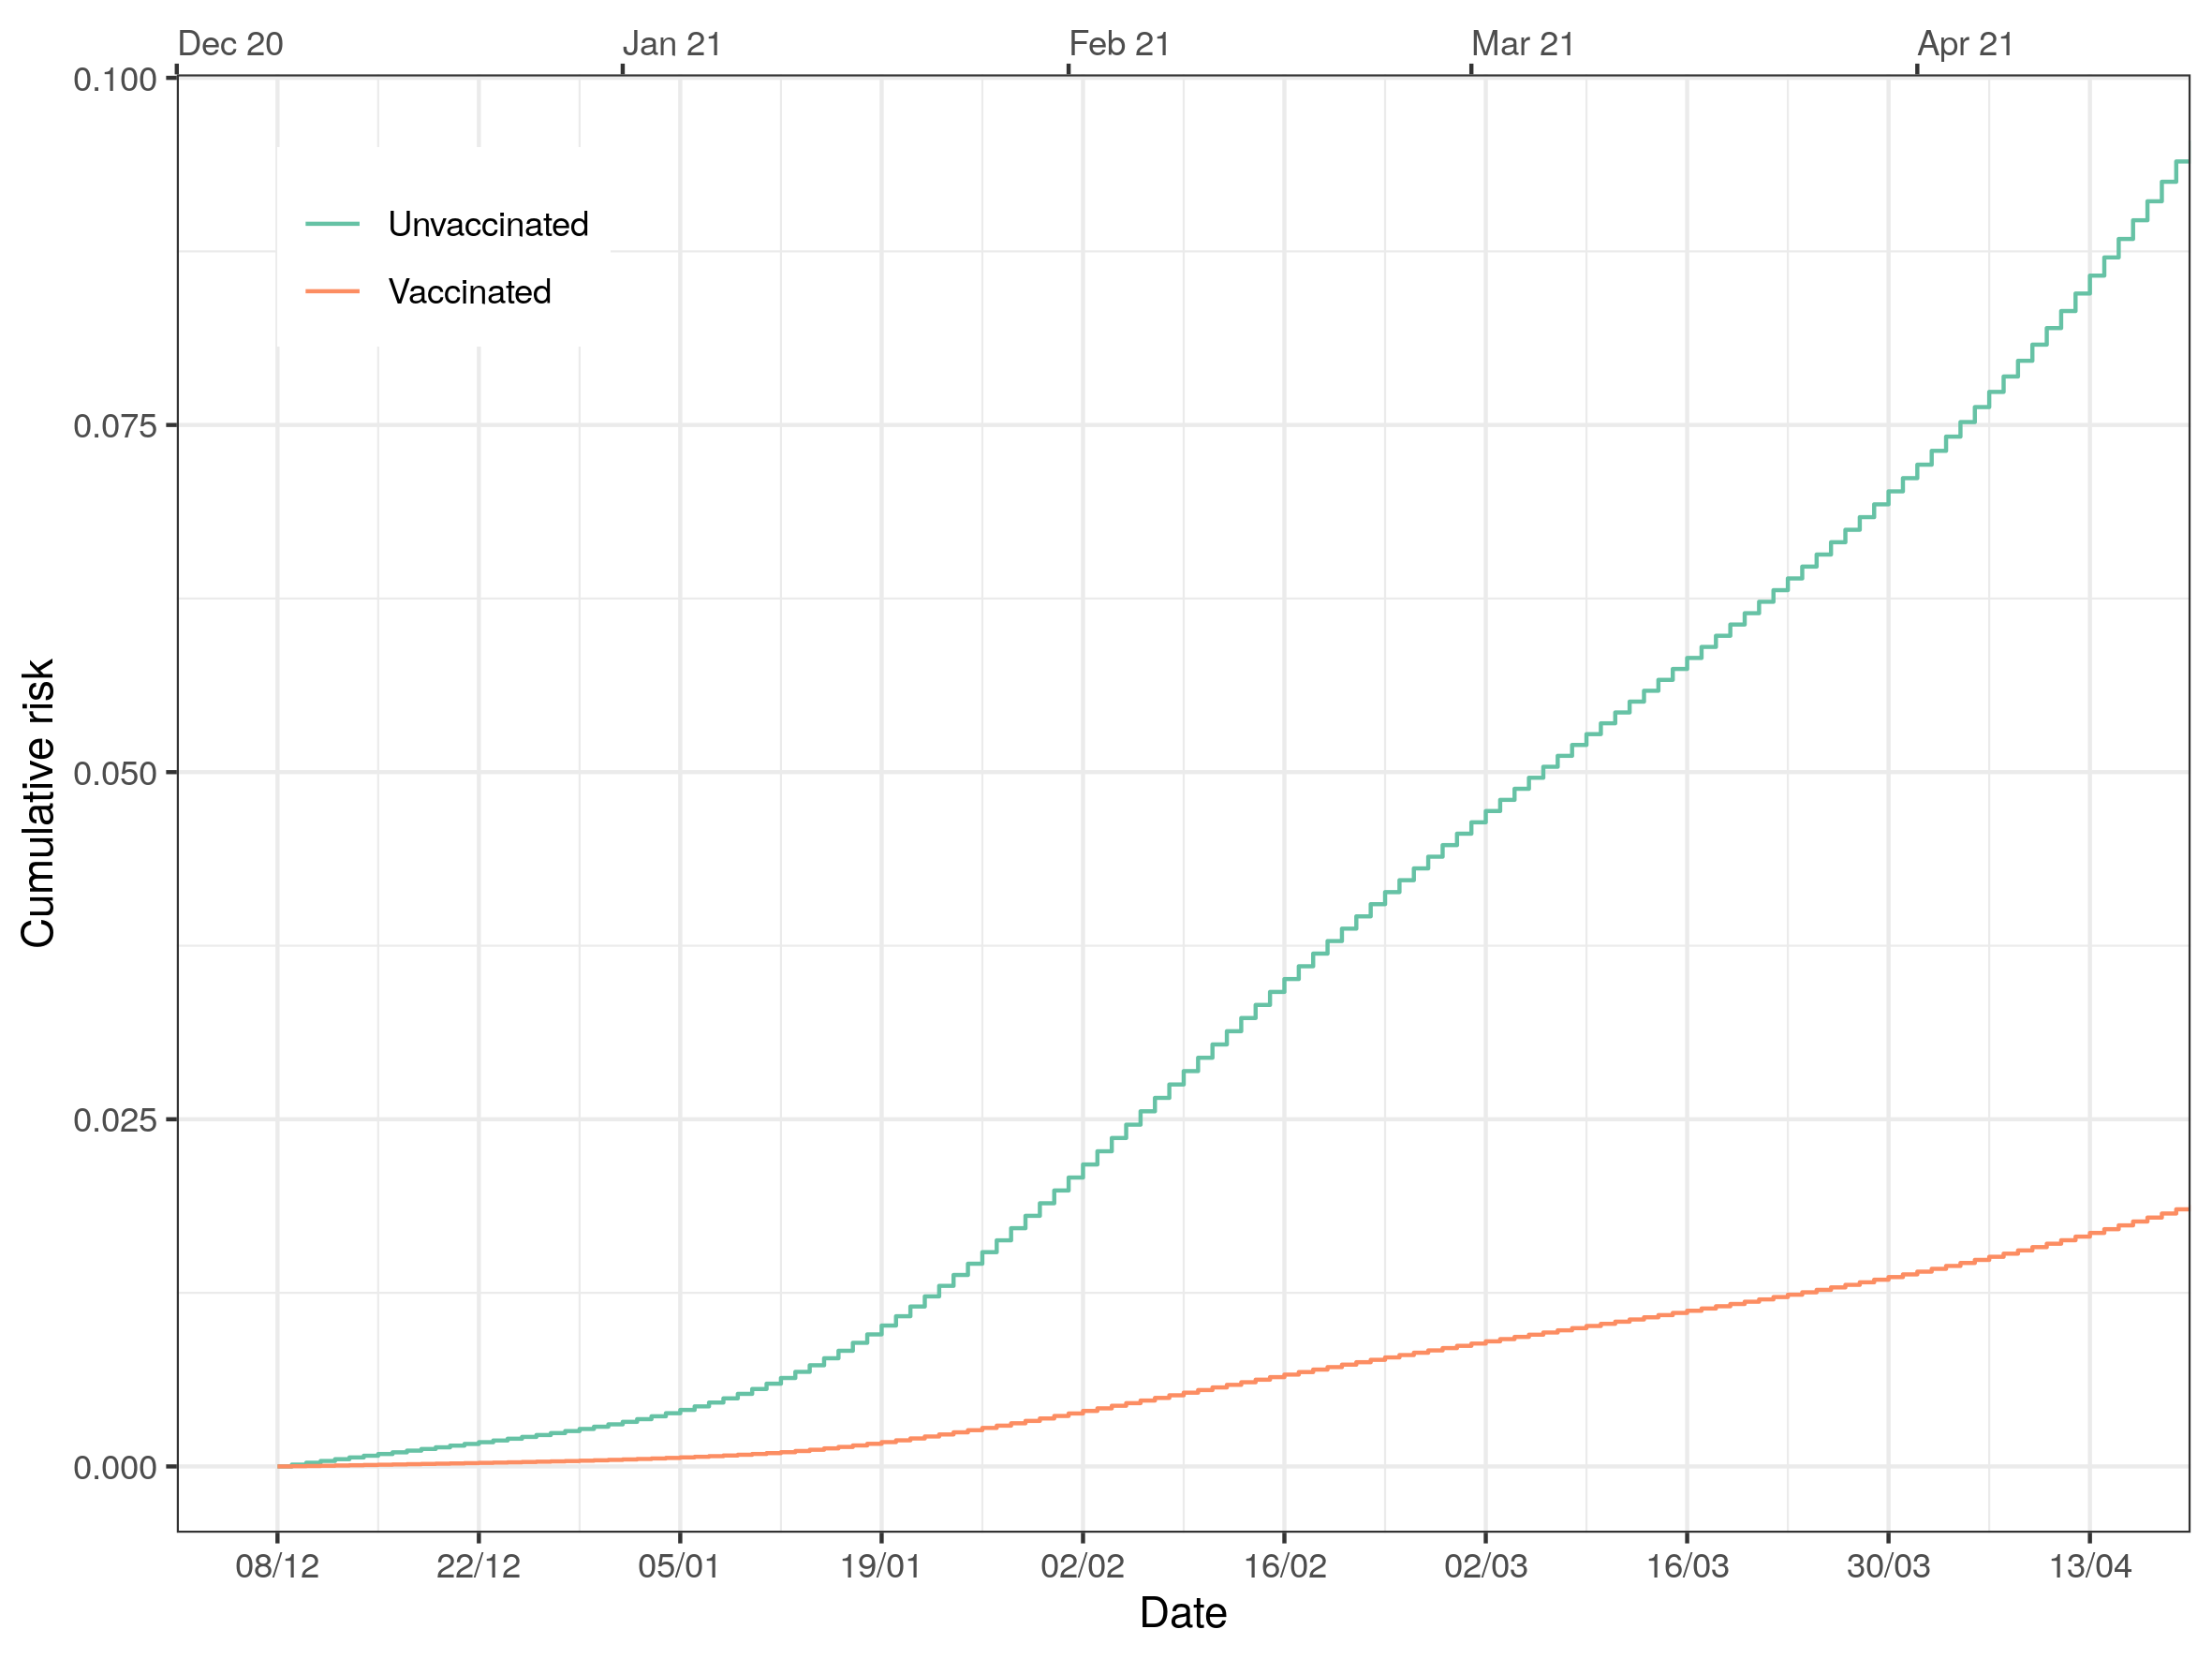 Dec 20 Jan 21 Feb 21 Mar 21 Apr 21
0.100
Unvaccinated
Vaccinated
0.075
0.050
0.025
0.000
Cumulative risk
08/12 22/12 05/01 19/01 02/02 16/02 02/03 16/03 30/03 13/04
Date